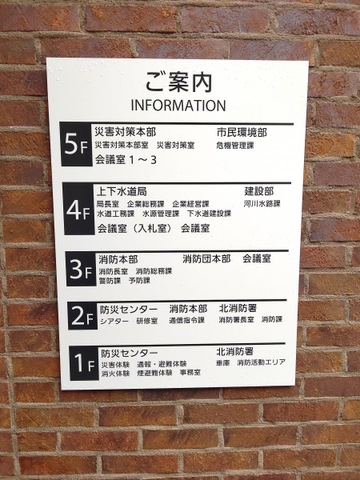 ご案内
INFORMATION
5F 災害対策本部 市民環境部
災害対策本部室 災害対策室 危機管理課
会議室1～3
4F 上下水道局 建設部
局長室 企業総務課 企業経営課 河川水路課
水道工務課 水源管理課 下水道建設課
会議室（入札室） 会議室
3F 消防本部 消防団本部 会議室
消防長室 消防総務課
警防課 予防課
2F 防災センター 消防本部 北消防署
シアター 研修室 通信指令課 消防署長室 消防課
1F 防災センター 北消防署
災害体験 通報・避難体験 車庫 消防活動エリア
消火体験 煙避難体験 事務室